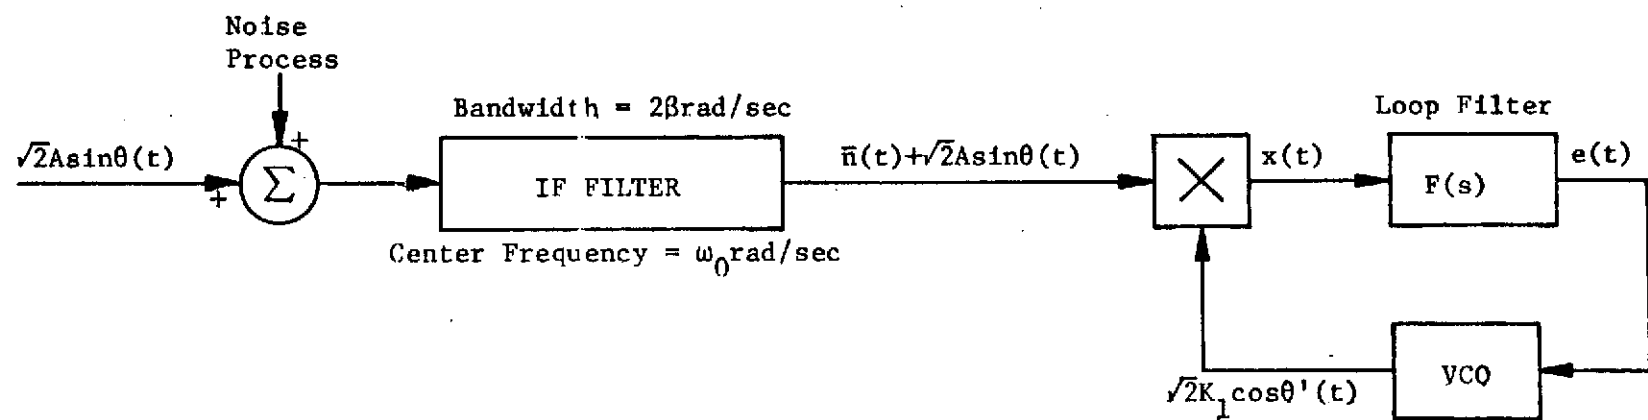 Noise
Process
Bandwidth = 2βrad/sec
Loop Filter
√2Asinθ(t)
+
+
Σ
IF FILTER
n̄(t)+√2Asinθ(t)
x(t)
F(s)
e(t)
Center Frequency = ω₀rad/sec
√2K₁cosθ'(t)
VCO